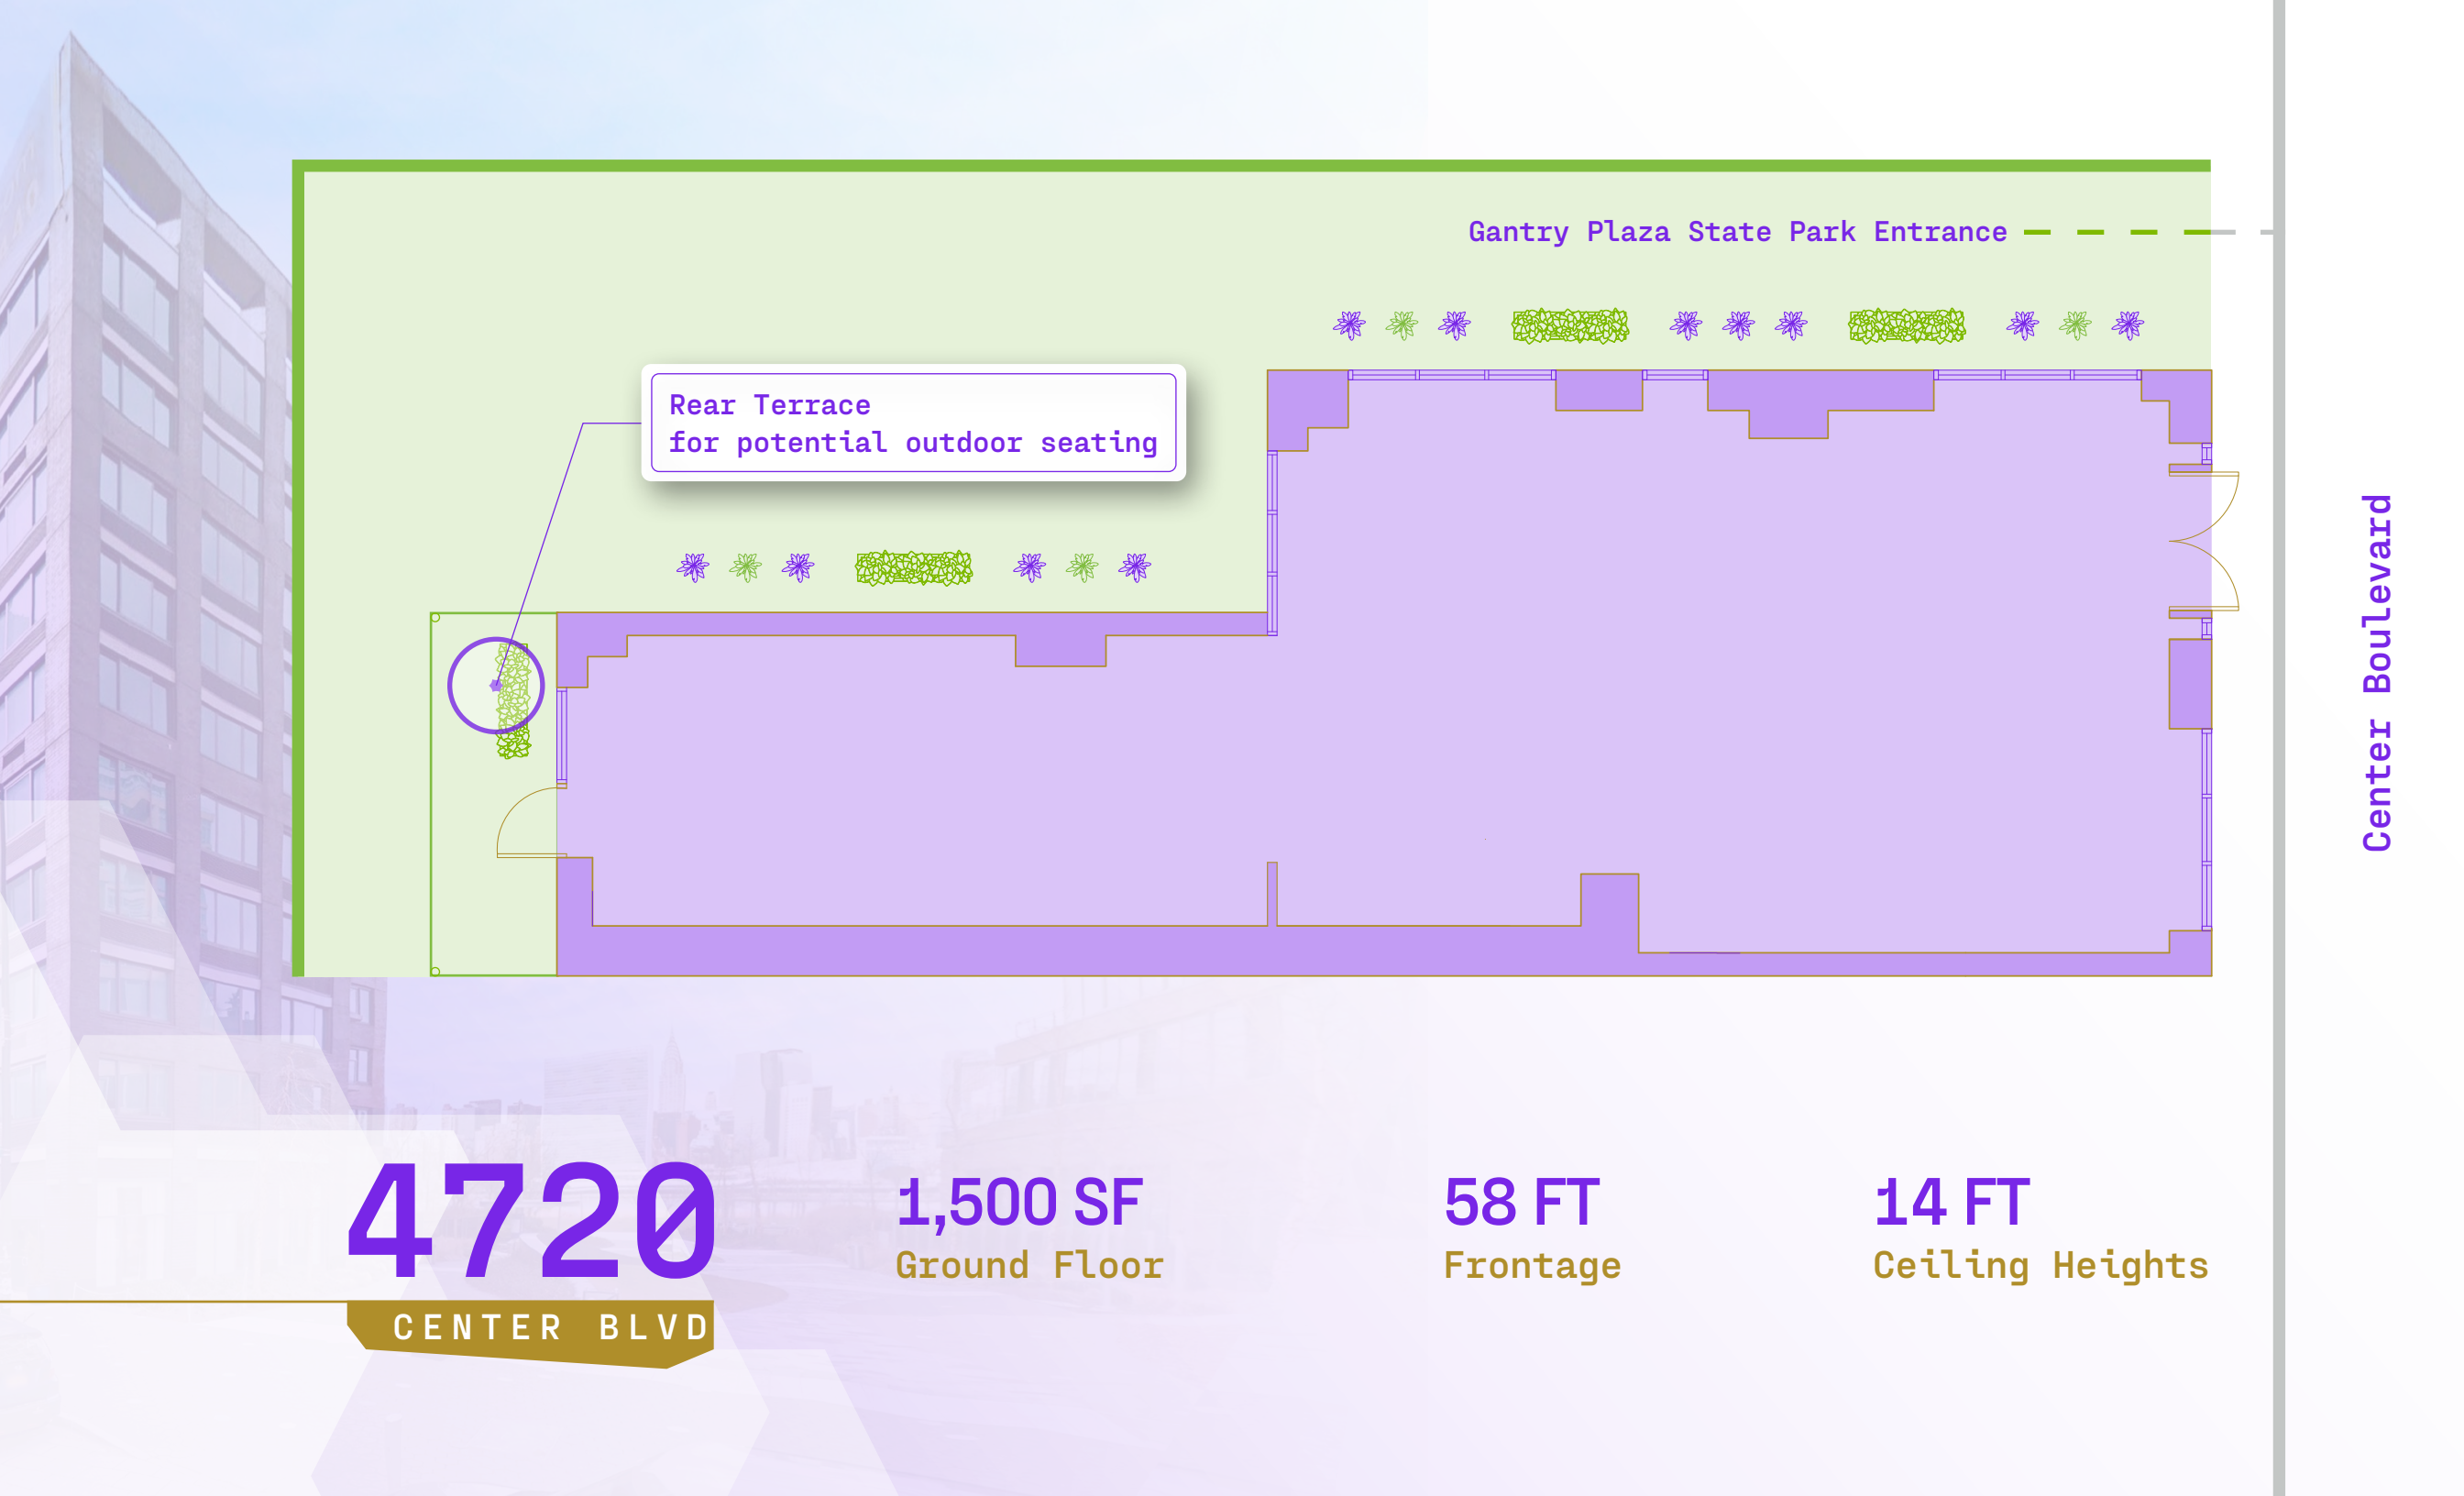 Gantry Plaza State Park Entrance
Rear Terrace
for potential outdoor seating
Center Boulevard
4720
CENTER BLVD
1,500 SF
Ground Floor
58 FT
Frontage
14 FT
Ceiling Heights